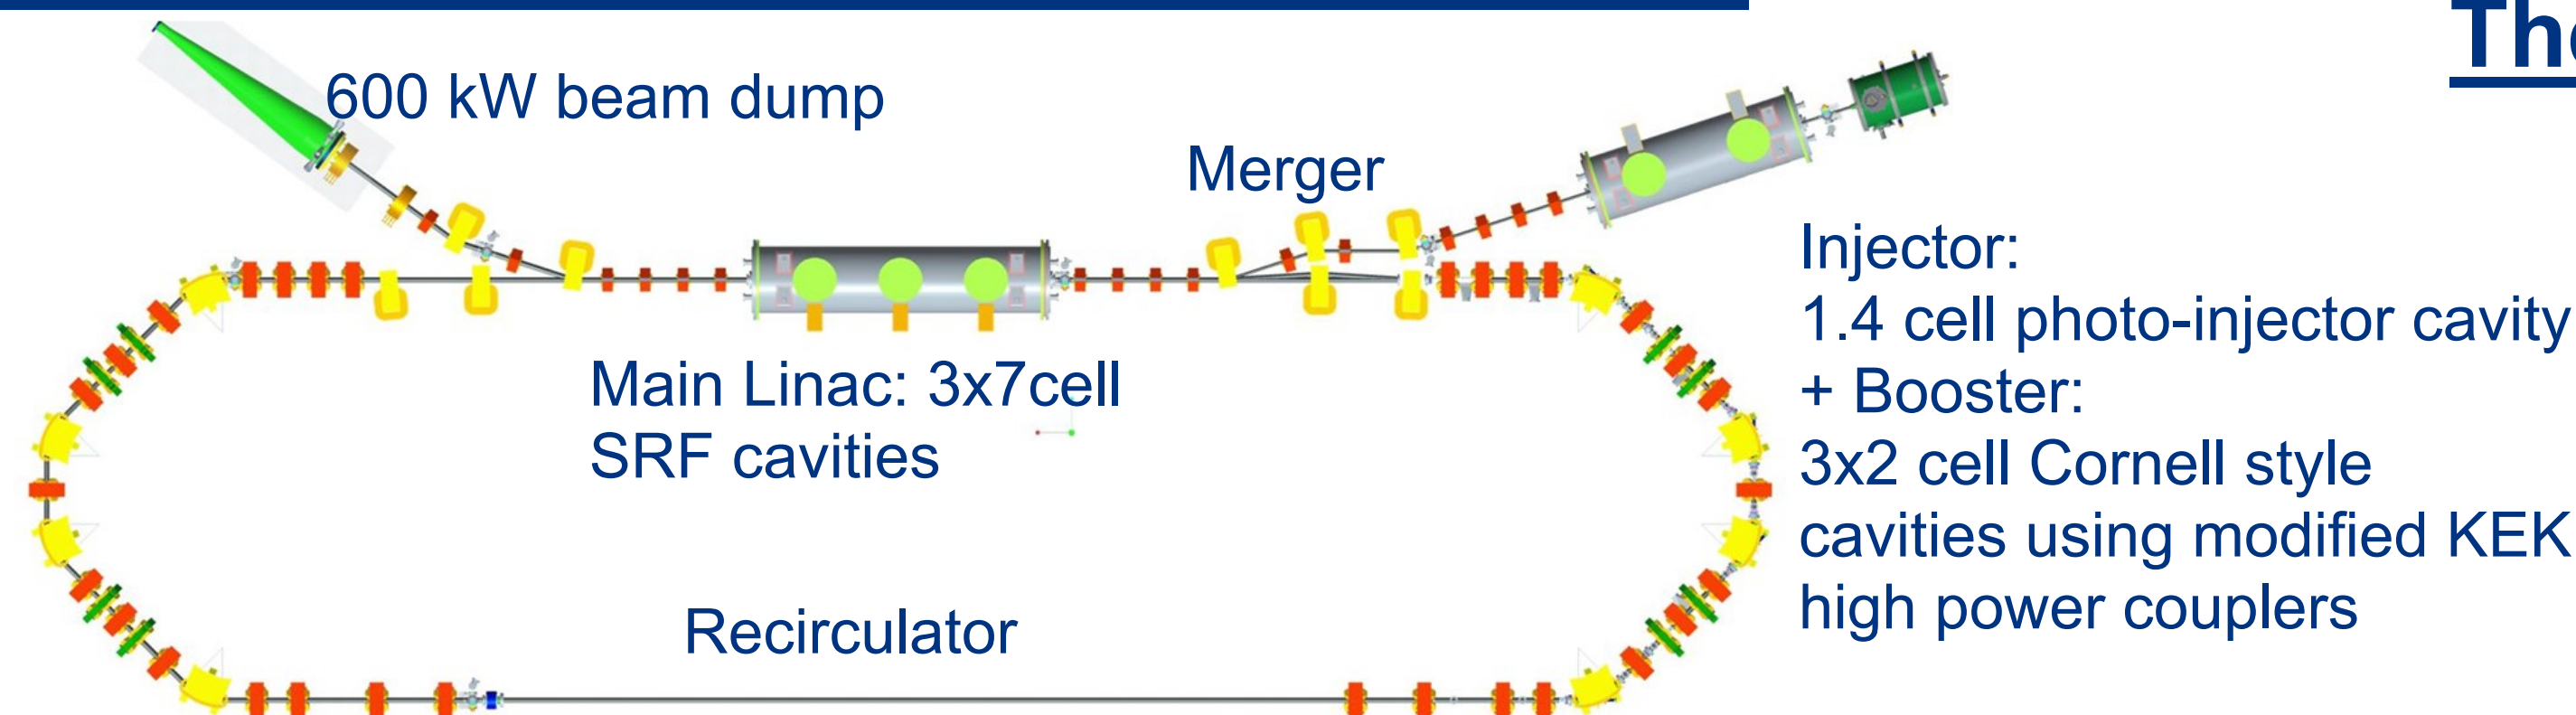 600 kW beam dump
Merger
Injector:
1.4 cell photo-injector cavity
+ Booster:
3x2 cell Cornell style
cavities using modified KEK
high power couplers
Main Linac: 3x7cell
SRF cavities
Recirculator